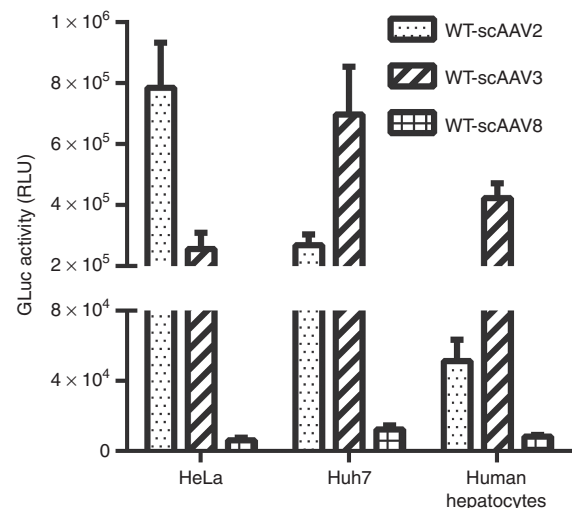 1 × 10⁶
8 × 10⁵
6 × 10⁵
4 × 10⁵
2 × 10⁵
8 × 10⁴
4 × 10⁴
0
GLuc activity (RLU)
WT-scAAV2
WT-scAAV3
WT-scAAV8
HeLa
Huh7
Human
hepatocytes